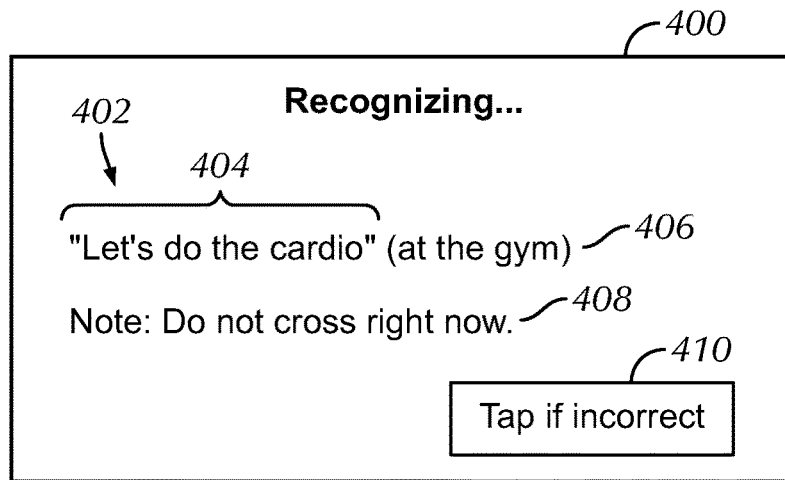 400
Recognizing...
402
404
"Let's do the cardio" (at the gym) 406
Note: Do not cross right now. 408
410
Tap if incorrect